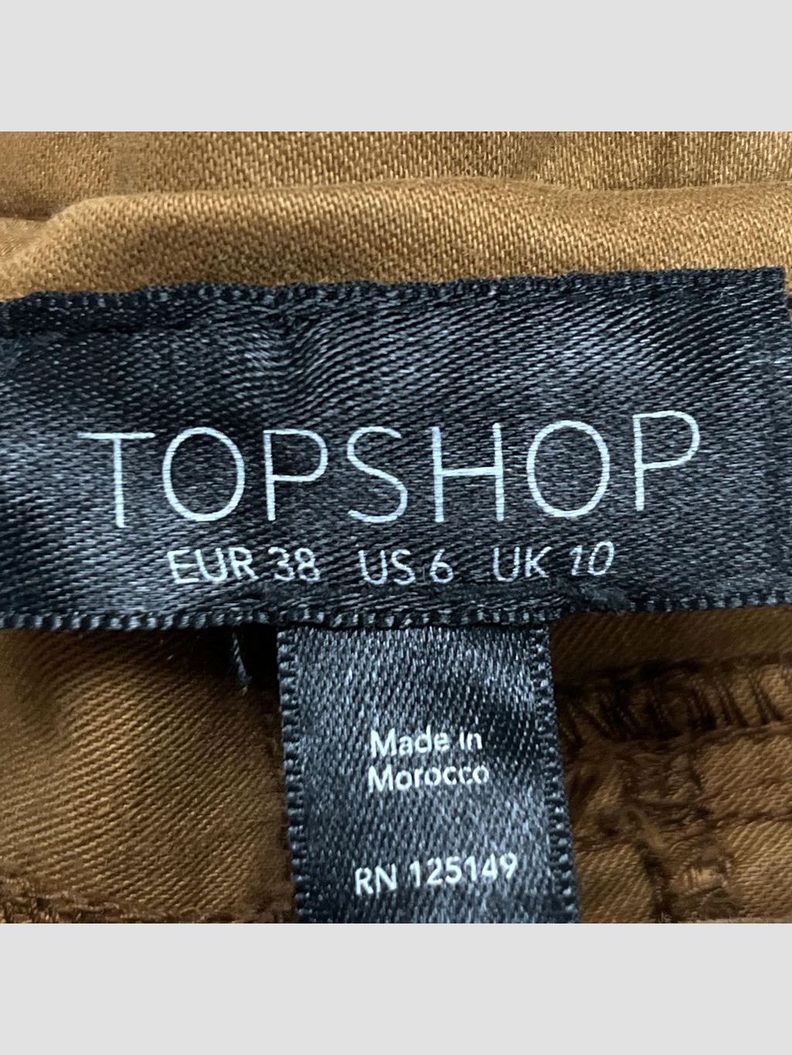 TOPSHOP
EUR 38 US 6 UK 10
Made in
Morocco
RN 125149